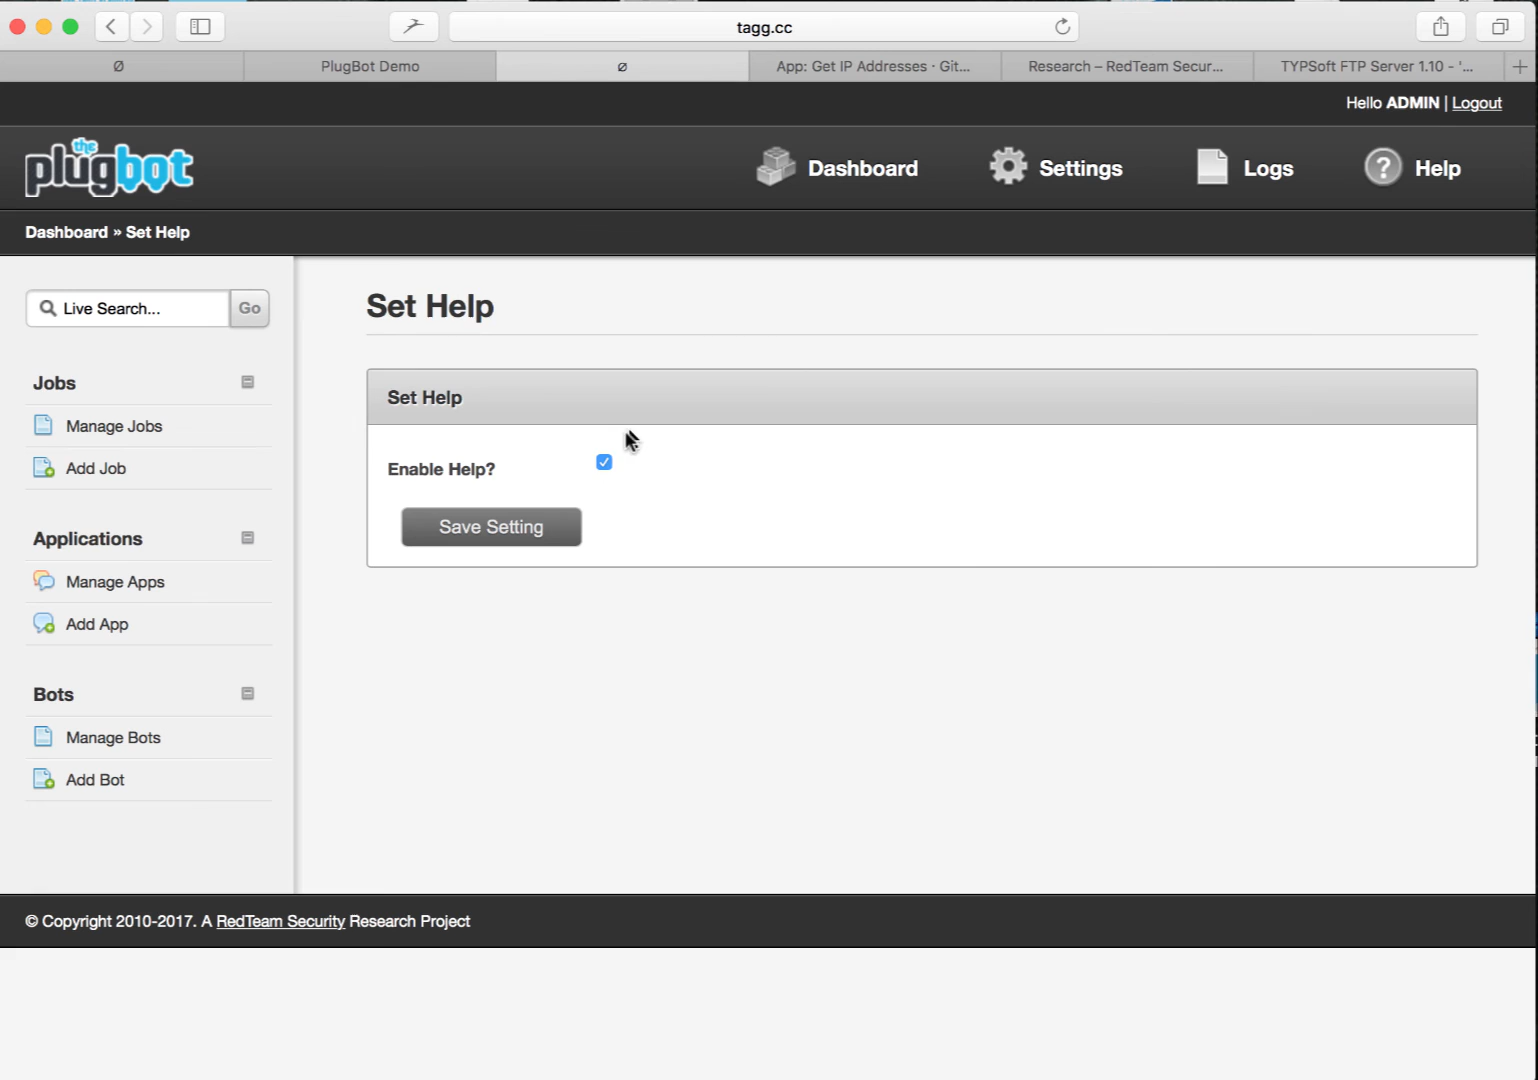 tagg.cc
Ø
PlugBot Demo
Ø
App: Get IP Addresses · Git...
Research – RedTeam Secur...
TYPSoft FTP Server 1.10 - '...
Hello ADMIN | Logout
the plugbot
Dashboard
Settings
Logs
? Help
Dashboard » Set Help
Live Search...
Go
Jobs
Manage Jobs
Add Job
Applications
Manage Apps
Add App
Bots
Manage Bots
Add Bot
Set Help
Set Help
Enable Help?
Save Setting
© Copyright 2010-2017. A RedTeam Security Research Project